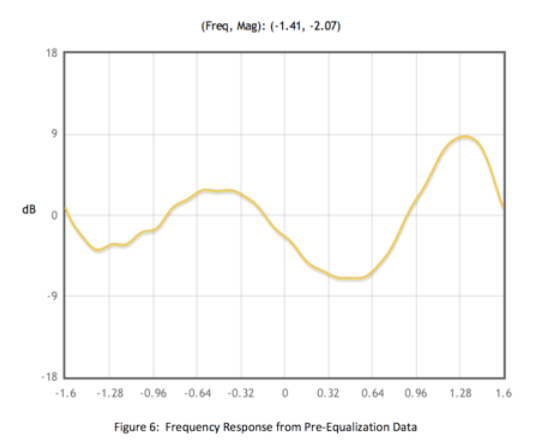 (Freq, Mag): (-1.41, -2.07)
18
9
dB
0
-9
-18
-1.6 -1.28 -0.96 -0.64 -0.32 0 0.32 0.64 0.96 1.28 1.6
Figure 6: Frequency Response from Pre-Equalization Data